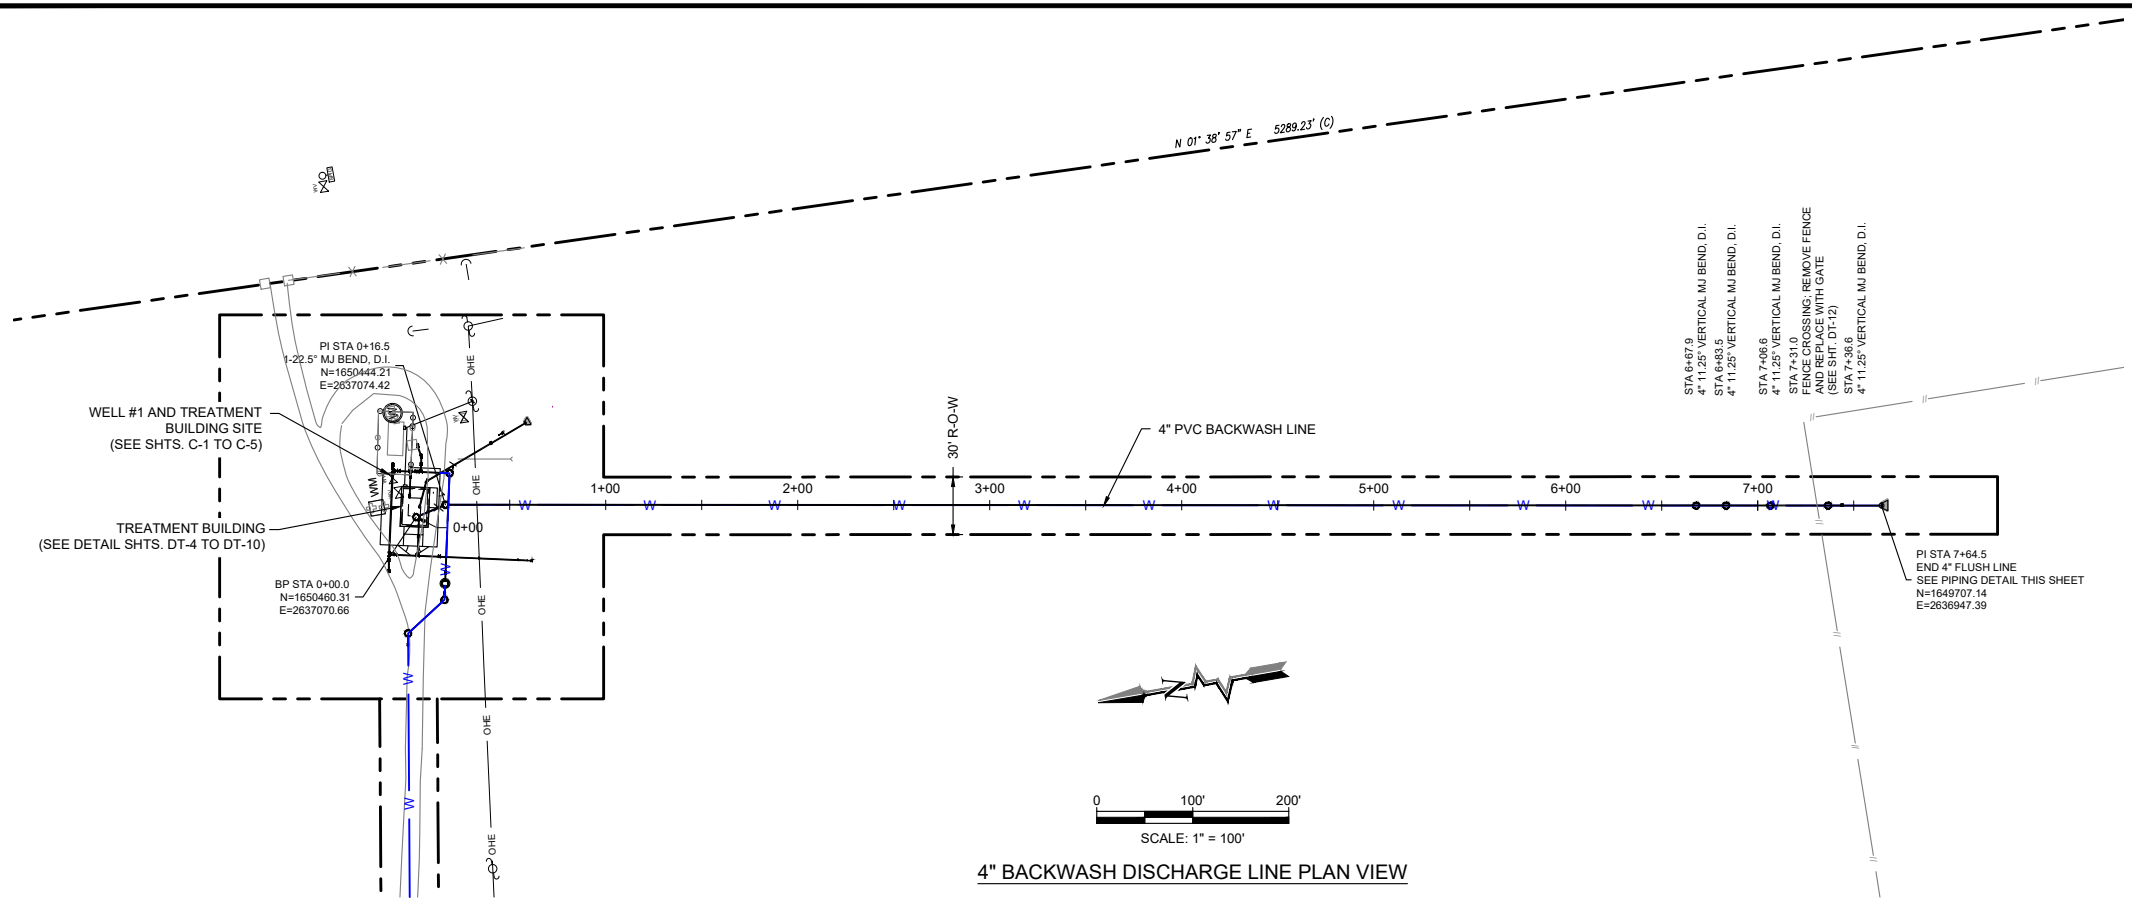 N 01° 38' 57" E 5289.23' (C)
WV
PI STA 0+16.5
1-22.5° MJ BEND, D.I.
N=1650444.21
E=2637074.42
WELL #1 AND TREATMENT
BUILDING SITE
(SEE SHTS. C-1 TO C-5)
TREATMENT BUILDING
(SEE DETAIL SHTS. DT-4 TO DT-10)
BP STA 0+00.0
N=1650460.31
E=2637070.66
W
WM
WV
OHE
OHE
OHE
OHE
OHE
0+00
1+00
2+00
3+00
4+00
5+00
6+00
7+00
W
W
W
W
W
W
W
W
W
W
W
W
W
W
30' R-O-W
4" PVC BACKWASH LINE
STA 6+67.9
4" 11.25° VERTICAL MJ BEND, D.I.
STA 6+83.5
4" 11.25° VERTICAL MJ BEND, D.I.
STA 7+06.6
4" 11.25° VERTICAL MJ BEND, D.I.
STA 7+31.0
FENCE CROSSING; REMOVE FENCE
AND REPLACE WITH GATE
(SEE SHT. DT-12)
STA 7+36.6
4" 11.25° VERTICAL MJ BEND, D.I.
PI STA 7+64.5
END 4" FLUSH LINE
SEE PIPING DETAIL THIS SHEET
N=1649707.14
E=2636947.39
N
0 100' 200'
SCALE: 1" = 100'
4" BACKWASH DISCHARGE LINE PLAN VIEW